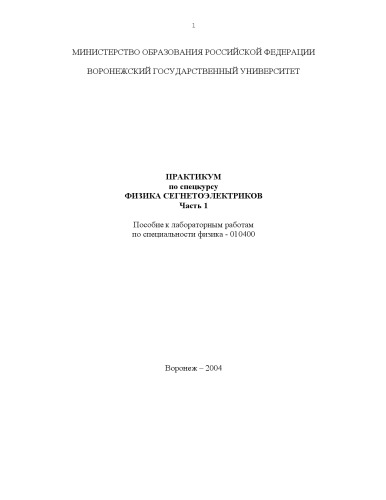 1
МИНИСТЕРСТВО ОБРАЗОВАНИЯ РОССИЙСКОЙ ФЕДЕРАЦИИ
ВОРОНЕЖСКИЙ ГОСУДАРСТВЕННЫЙ УНИВЕРСИТЕТ
ПРАКТИКУМ
по спецкурсу
ФИЗИКА СЕГНЕТОЭЛЕКТРИКОВ
Часть 1
Пособие к лабораторным работам
по специальности физика - 010400
Воронеж – 2004